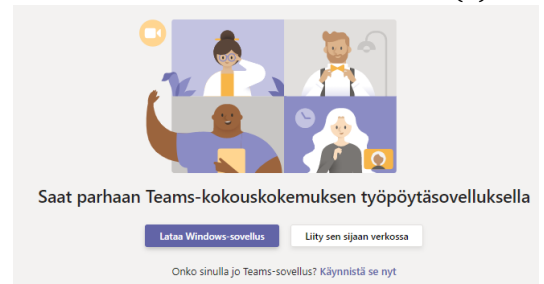 Saat parhaan Teams-kokouskokemuksen työpöytäsovelluksella
Lataa Windows-sovellus
Liity sen sijaan verkossa
Onko sinulla jo Teams-sovellus? Käynnistä se nyt